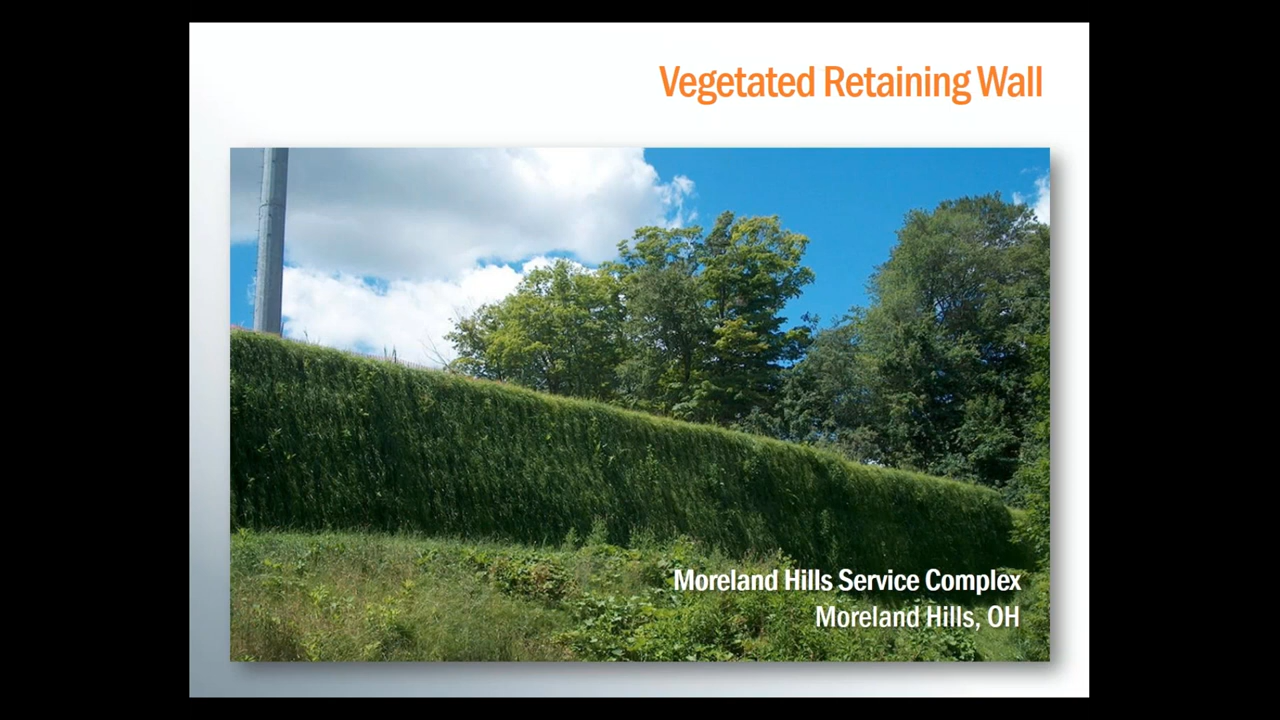 Vegetated Retaining Wall
Moreland Hills Service Complex
Moreland Hills, OH